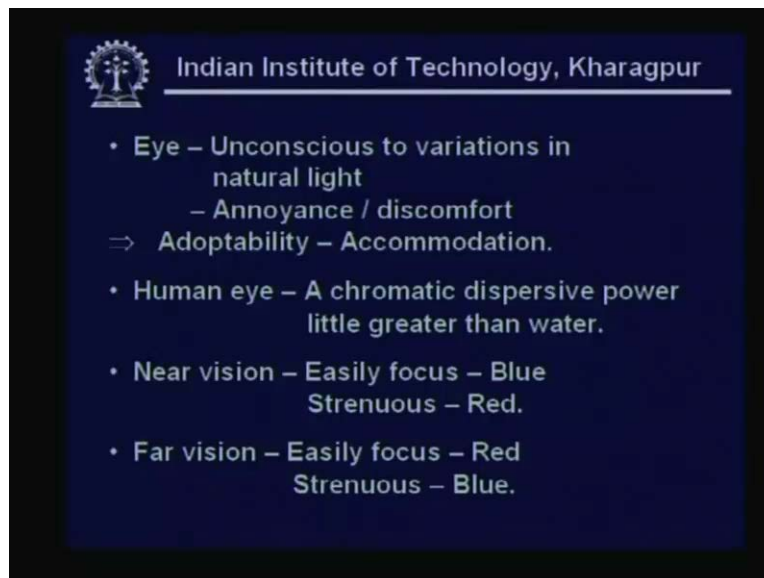 Indian Institute of Technology, Kharagpur
• Eye – Unconscious to variations in
natural light
– Annoyance / discomfort
⇒ Adoptability – Accommodation.
• Human eye – A chromatic dispersive power
little greater than water.
• Near vision – Easily focus – Blue
Strenuous – Red.
• Far vision – Easily focus – Red
Strenuous – Blue.